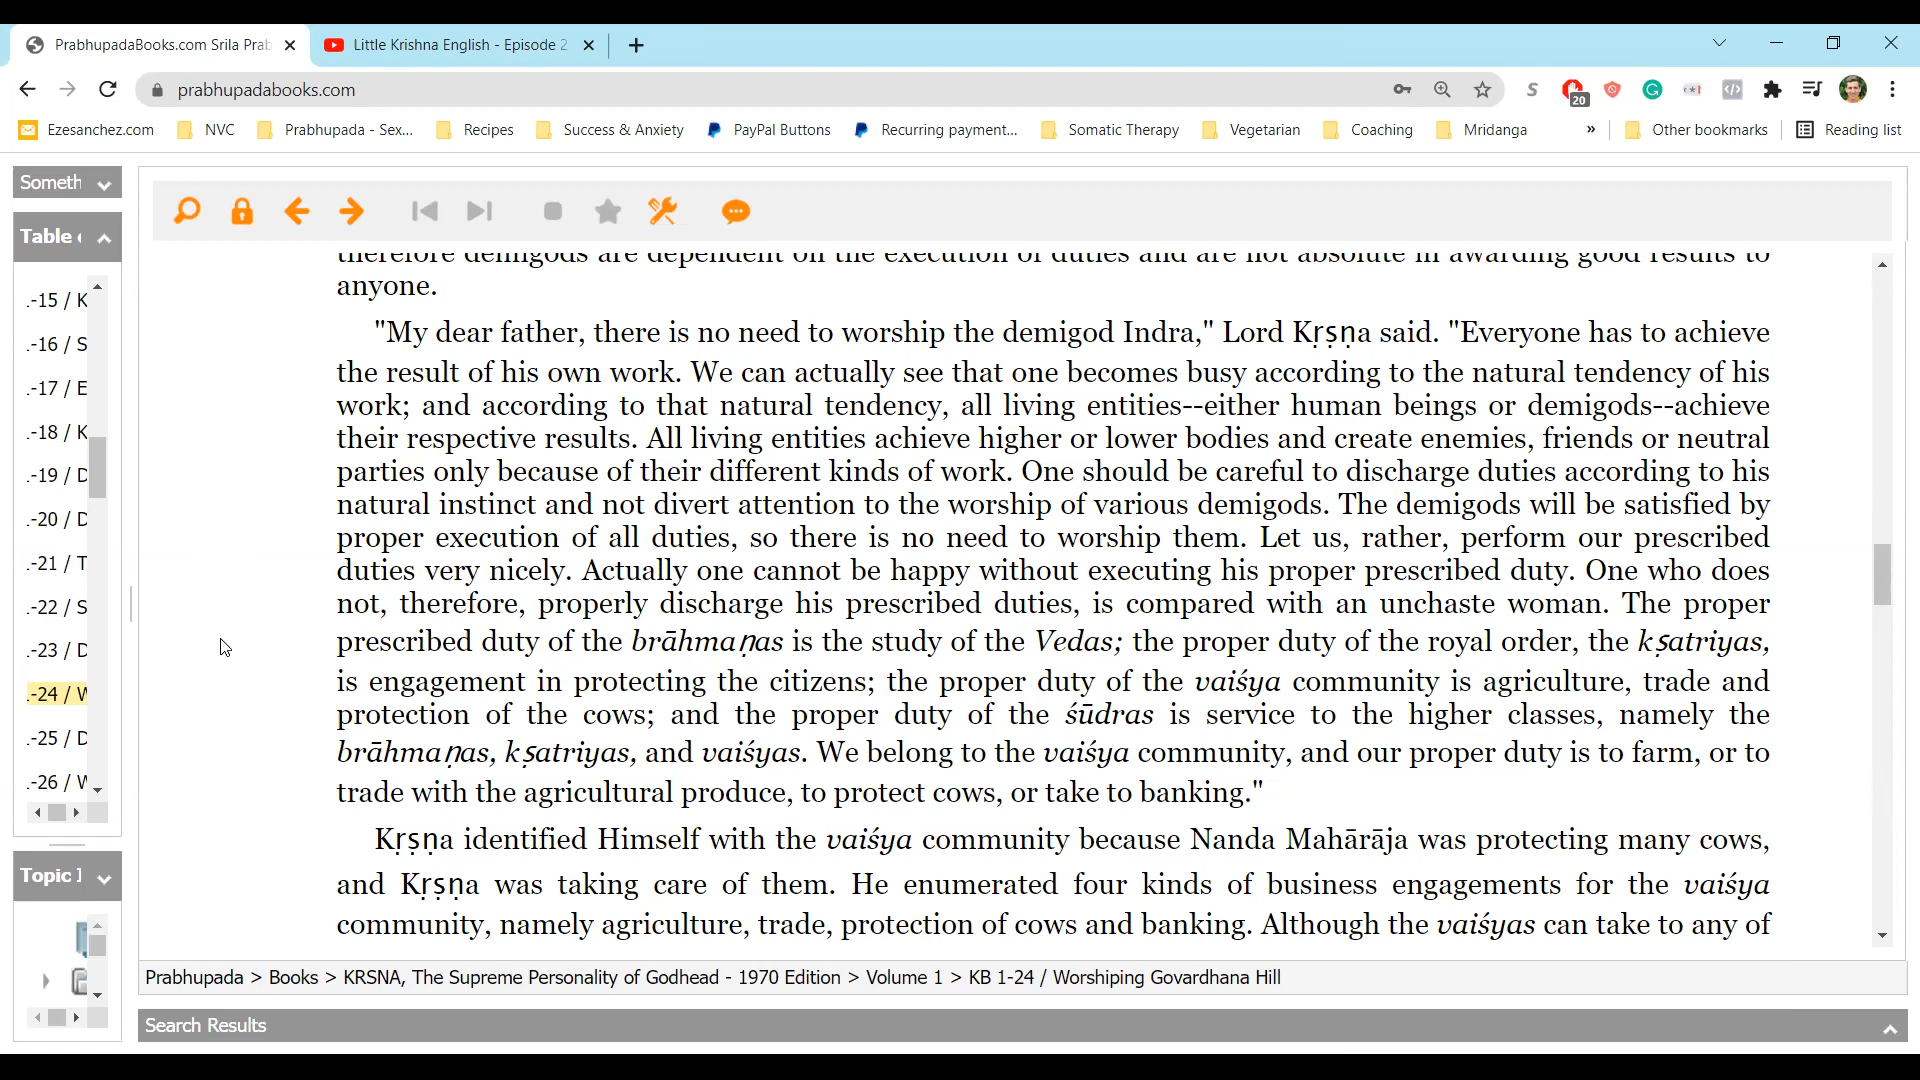 PrabhupadaBooks.com Srila Prab
Little Krishna English - Episode 2
prabhupadabooks.com
20
Ezesanchez.com
NVC
Prabhupada - Sex...
Recipes
Success & Anxiety
PayPal Buttons
Recurring payment...
Somatic Therapy
Vegetarian
Coaching
Mridanga
»
Other bookmarks
Reading list
Someth
Table
.-15 / K
.-16 / S
.-17 / E
.-18 / K
.-19 / D
.-20 / D
.-21 / T
.-22 / S
.-23 / D
.-24 / W
.-25 / D
.-26 / W
Topic I
therefore demigods are dependent on the execution of duties and are not absolute in awarding good results to
anyone.
"My dear father, there is no need to worship the demigod Indra," Lord Kṛṣṇa said. "Everyone has to achieve
the result of his own work. We can actually see that one becomes busy according to the natural tendency of his
work; and according to that natural tendency, all living entities--either human beings or demigods--achieve
their respective results. All living entities achieve higher or lower bodies and create enemies, friends or neutral
parties only because of their different kinds of work. One should be careful to discharge duties according to his
natural instinct and not divert attention to the worship of various demigods. The demigods will be satisfied by
proper execution of all duties, so there is no need to worship them. Let us, rather, perform our prescribed
duties very nicely. Actually one cannot be happy without executing his proper prescribed duty. One who does
not, therefore, properly discharge his prescribed duties, is compared with an unchaste woman. The proper
prescribed duty of the brāhmaṇas is the study of the Vedas; the proper duty of the royal order, the kṣatriyas,
is engagement in protecting the citizens; the proper duty of the vaiśya community is agriculture, trade and
protection of the cows; and the proper duty of the śūdras is service to the higher classes, namely the
brāhmaṇas, kṣatriyas, and vaiśyas. We belong to the vaiśya community, and our proper duty is to farm, or to
trade with the agricultural produce, to protect cows, or take to banking."
Kṛṣṇa identified Himself with the vaiśya community because Nanda Mahārāja was protecting many cows,
and Kṛṣṇa was taking care of them. He enumerated four kinds of business engagements for the vaiśya
community, namely agriculture, trade, protection of cows and banking. Although the vaiśyas can take to any of
Prabhupada > Books > KRSNA, The Supreme Personality of Godhead - 1970 Edition > Volume 1 > KB 1-24 / Worshiping Govardhana Hill
Search Results